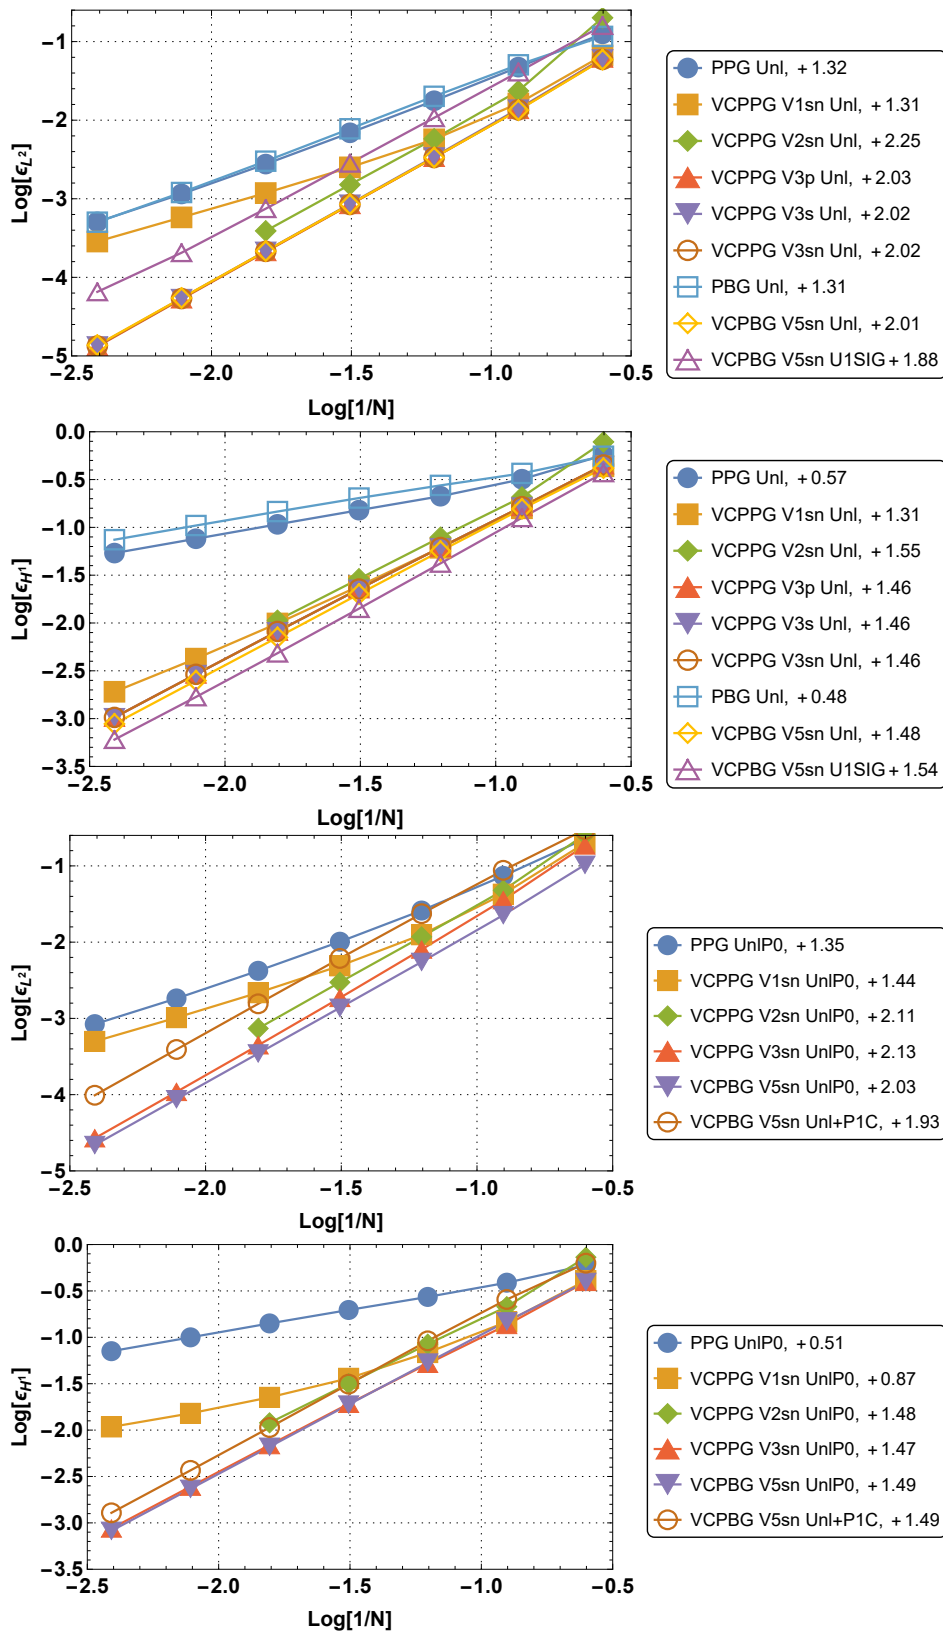 Log[ϵ_{L²}]
−1
−2
−3
−4
−5
−2.5 −2.0 −1.5 −1.0 −0.5
Log[1/N]
PPG Unl, +1.32
VCPPG V1sn Unl, +1.31
VCPPG V2sn Unl, +2.25
VCPPG V3p Unl, +2.03
VCPPG V3s Unl, +2.02
VCPPG V3sn Unl, +2.02
PBG Unl, +1.31
VCPBG V5sn Unl, +2.01
VCPBG V5sn U1SIG+1.88
Log[ϵ_{H¹}]
0.0
−0.5
−1.0
−1.5
−2.0
−2.5
−3.0
−3.5
−2.5 −2.0 −1.5 −1.0 −0.5
Log[1/N]
PPG Unl, +0.57
VCPPG V1sn Unl, +1.31
VCPPG V2sn Unl, +1.55
VCPPG V3p Unl, +1.46
VCPPG V3s Unl, +1.46
VCPPG V3sn Unl, +1.46
PBG Unl, +0.48
VCPBG V5sn Unl, +1.48
VCPBG V5sn U1SIG+1.54
Log[ϵ_{L²}]
−1
−2
−3
−4
−5
−2.5 −2.0 −1.5 −1.0 −0.5
Log[1/N]
PPG UnlP0, +1.35
VCPPG V1sn UnlP0, +1.44
VCPPG V2sn UnlP0, +2.11
VCPPG V3sn UnlP0, +2.13
VCPBG V5sn UnlP0, +2.03
VCPBG V5sn Unl+P1C, +1.93
Log[ϵ_{H¹}]
0.0
−0.5
−1.0
−1.5
−2.0
−2.5
−3.0
−3.5
−2.5 −2.0 −1.5 −1.0 −0.5
Log[1/N]
PPG UnlP0, +0.51
VCPPG V1sn UnlP0, +0.87
VCPPG V2sn UnlP0, +1.48
VCPPG V3sn UnlP0, +1.47
VCPBG V5sn UnlP0, +1.49
VCPBG V5sn Unl+P1C, +1.49